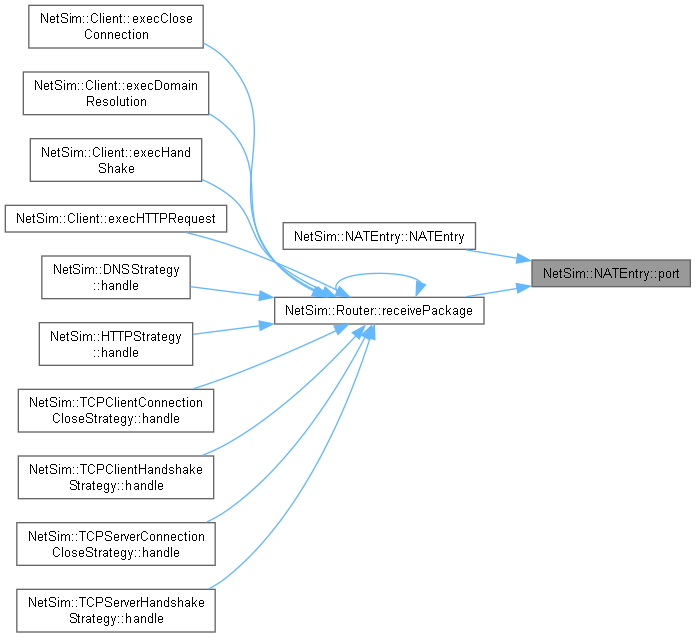 NetSim::Client::execClose
Connection
NetSim::Client::execDomain
Resolution
NetSim::Client::execHand
Shake
NetSim::Client::execHTTPRequest
NetSim::DNSStrategy
::handle
NetSim::HTTPStrategy
::handle
NetSim::TCPClientConnection
CloseStrategy::handle
NetSim::TCPClientHandshake
Strategy::handle
NetSim::TCPServerConnection
CloseStrategy::handle
NetSim::TCPServerHandshake
Strategy::handle
NetSim::NATEntry::NATEntry
NetSim::Router::receivePackage
NetSim::NATEntry::port